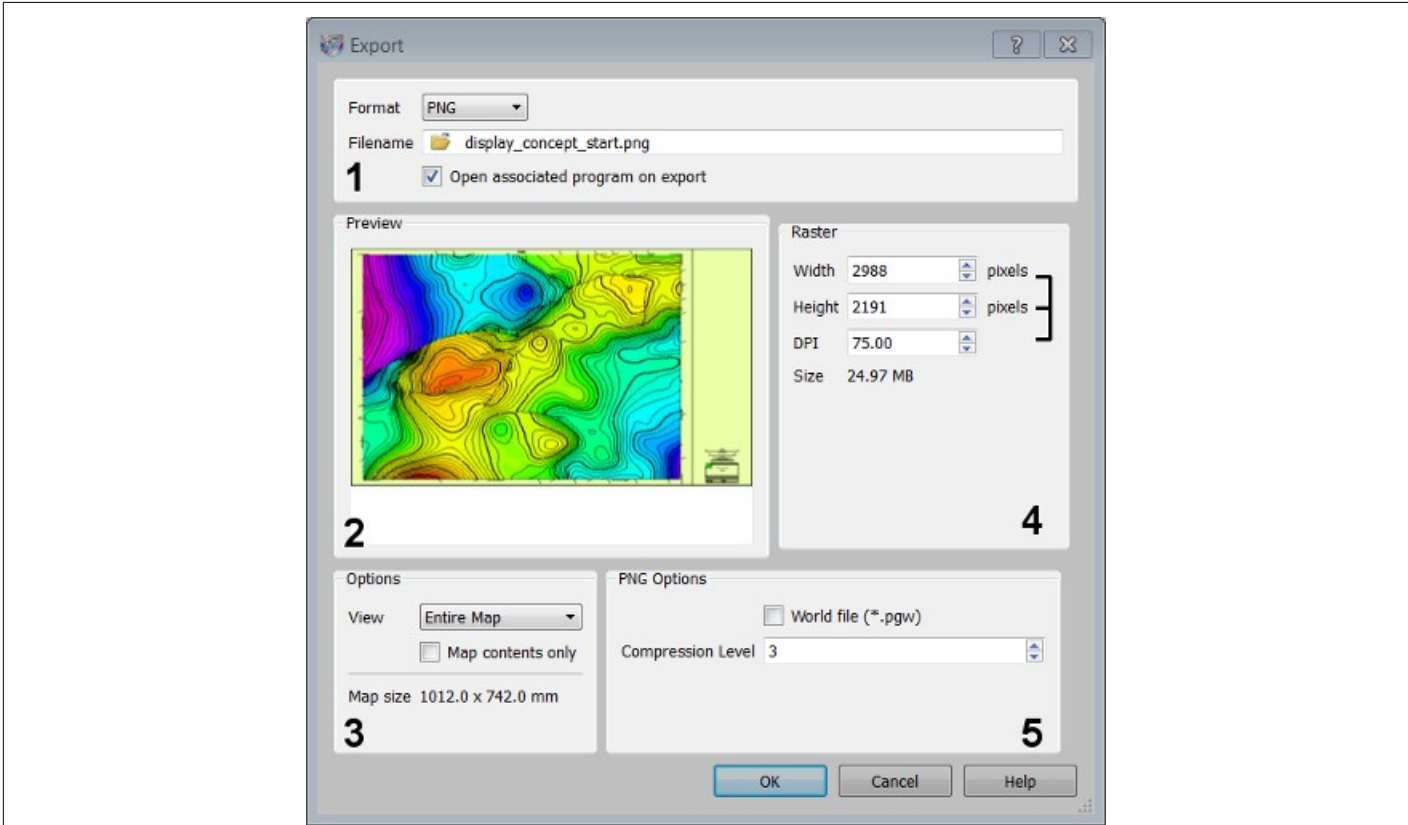 Export
Format PNG
Filename display_concept_start.png
1 Open associated program on export
Preview
2
Raster
Width 2988 pixels
Height 2191 pixels
DPI 75.00
Size 24.97 MB
4
Options
View Entire Map
Map contents only
Map size 1012.0 x 742.0 mm
3
PNG Options
World file (*.pgw)
Compression Level 3
5
OK Cancel Help